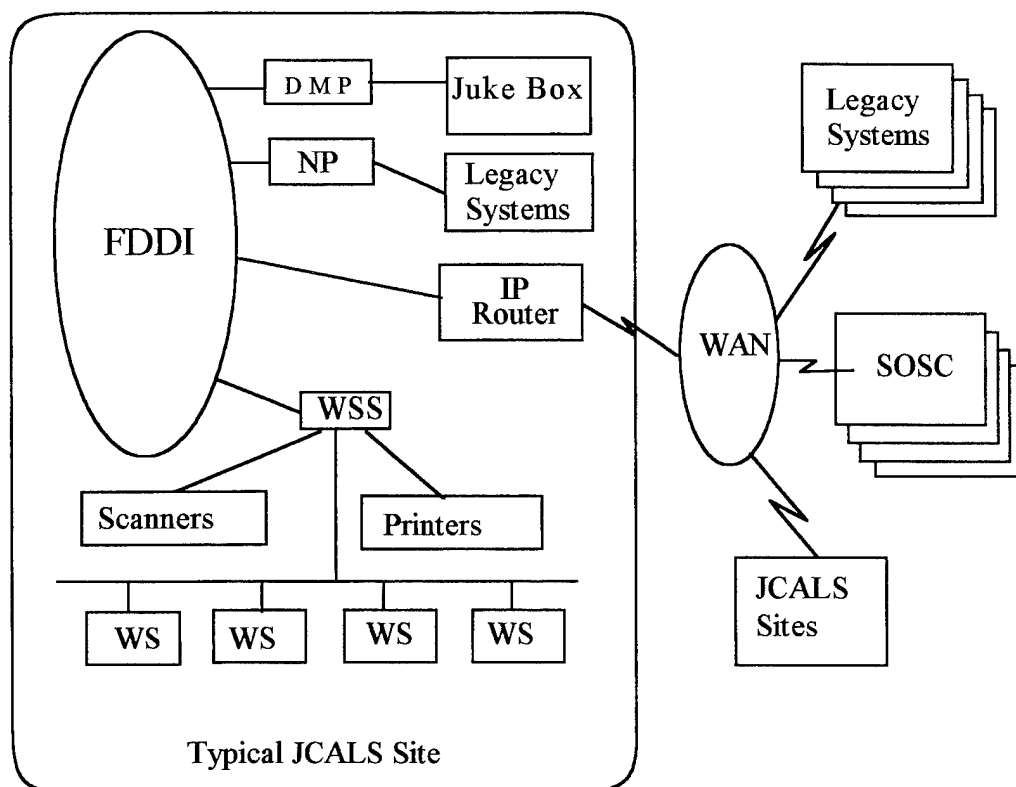 D M P
Juke Box
NP
Legacy
Systems
FDDI
IP
Router
WSS
Scanners
Printers
WS
WS
WS
WS
Typical JCALS Site
WAN
Legacy
Systems
SOSC
JCALS
Sites